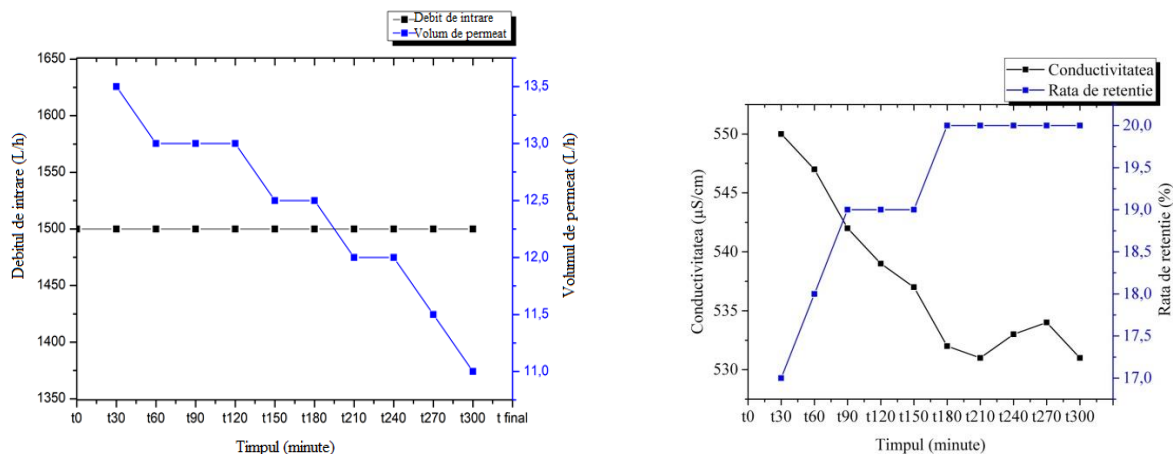 Debit de intrare
Volum de permeat
1650
1600
1550
1500
1450
1400
1350
Debitul de intrare (L/h)
13,5
13,0
12,5
12,0
11,5
11,0
Volumul de permeat (L/h)
t0 t30 t60 t90 t120 t150 t180 t210 t240 t270 t300 t final
Timpul (minute)
Conductivitatea
Rata de retentie
550
545
540
535
530
Conductivitatea (µS/cm)
20,0
19,5
19,0
18,5
18,0
17,5
17,0
Rata de retentie (%)
t0 t30 t60 t90 t120 t150 t180 t210 t240 t270 t300
Timpul (minute)